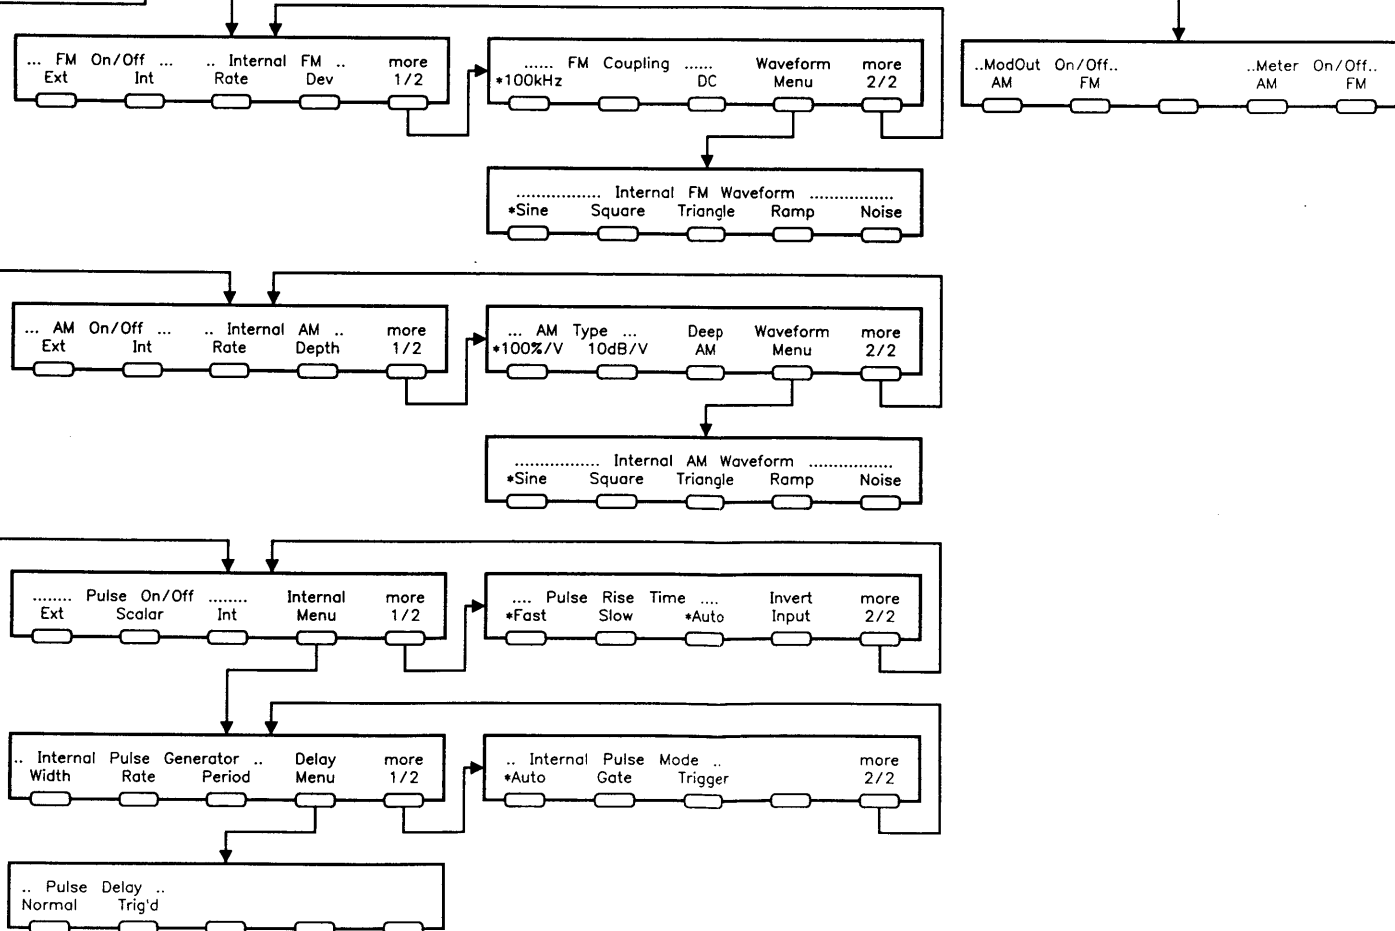 ... FM On/Off ... .. Internal FM .. more
Ext Int Rate Dev 1/2
...... FM Coupling ...... Waveform more
*100kHz DC Menu 2/2
..ModOut On/Off.. ..Meter On/Off..
AM FM AM FM
................. Internal FM Waveform .................
*Sine Square Triangle Ramp Noise
... AM On/Off ... .. Internal AM .. more
Ext Int Rate Depth 1/2
... AM Type ... Deep Waveform more
*100%/V 10dB/V AM Menu 2/2
................. Internal AM Waveform .................
*Sine Square Triangle Ramp Noise
........ Pulse On/Off ........ Internal more
Ext Scalar Int Menu 1/2
.... Pulse Rise Time .... Invert more
*Fast Slow *Auto Input 2/2
.. Internal Pulse Generator .. Delay more
Width Rate Period Menu 1/2
.. Internal Pulse Mode .. more
*Auto Gate Trigger 2/2
.. Pulse Delay ..
Normal Trig'd